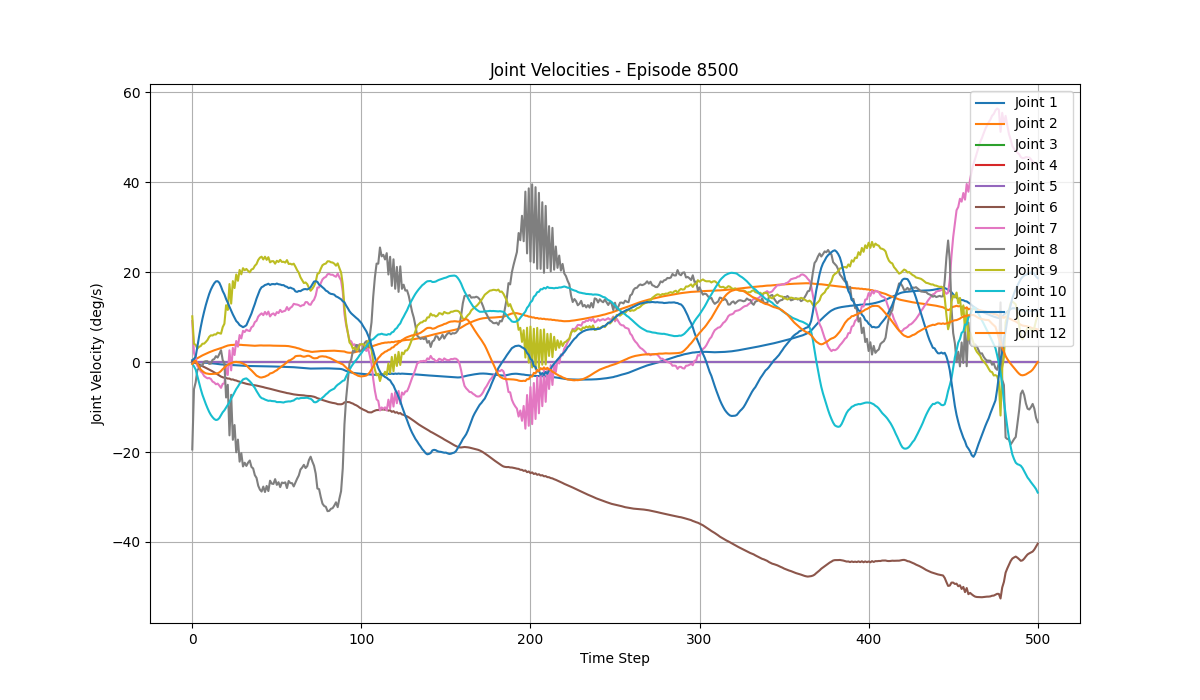 Joint Velocities - Episode 8500
60
40
20
0
−20
−40
Joint Velocity (deg/s)
0
100
200
300
400
500
Time Step
Joint 1
Joint 2
Joint 3
Joint 4
Joint 5
Joint 6
Joint 7
Joint 8
Joint 9
Joint 10
Joint 11
Joint 12